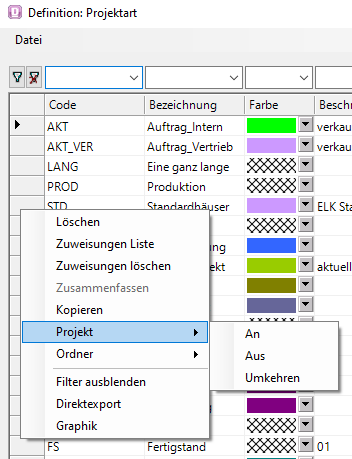 Definition: Projektart
Datei
Code Bezeichnung Farbe Beschr
AKT Auftrag_Intern verkau
AKT_VER Auftrag_Vertrieb verkau
LANG Eine ganz lange
PROD Produktion
STD Standardhäuser ELK Sta
Löschen
Zuweisungen Liste
Zuweisungen löschen
aktuell
Zusammenfassen
Kopieren
Projekt
An
Ordner
Aus
Umkehren
Filter ausblenden
Direktexport
Graphik
FS Fertigstand 01